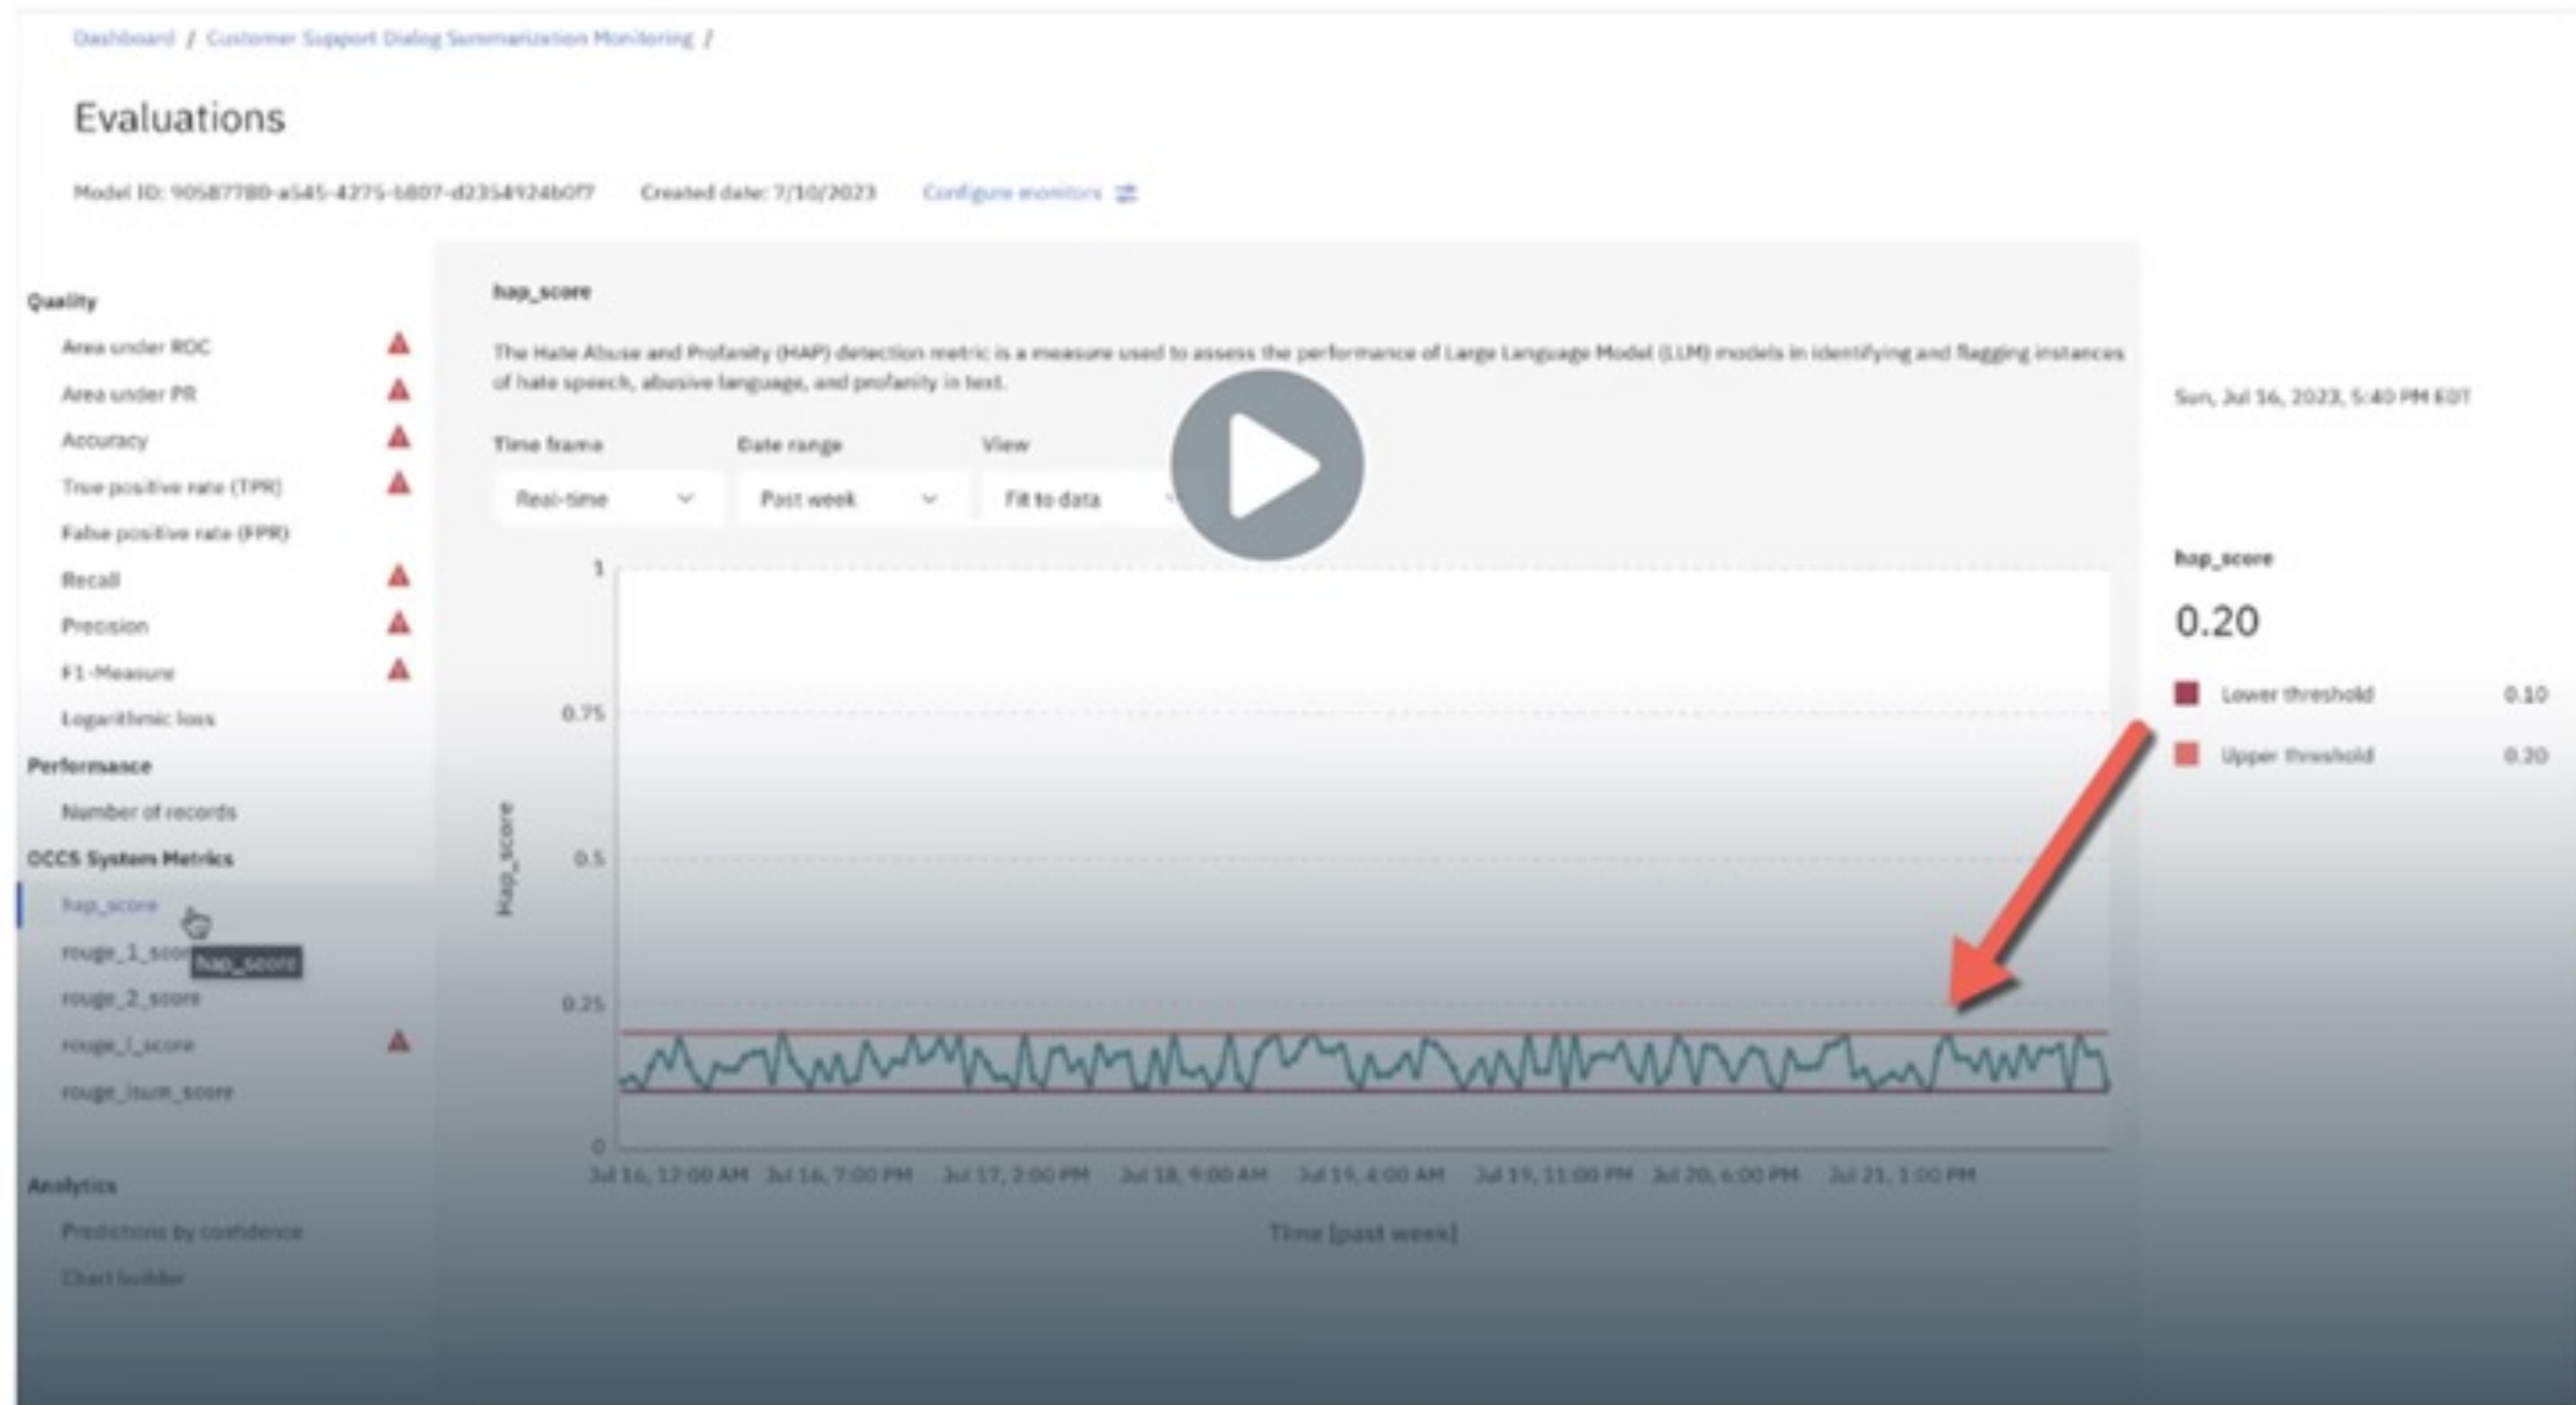 Dashboard / Customer Support Dialog Summarization Monitoring /
Evaluations
Created date: 7/10/2023 Configure monitors
Model ID:
Quality
Area under ROC
Area under PR
Accuracy
True positive rate (TPR)
False positive rate (FPR)
Recall
Precision
F1-Measure
Logarithmic loss
Performance
Number of records
OCCS System Metrics
hap_score
rouge_1_scor
hap_score
rouge_2_score
rouge_l_score
rouge_lsum_score
Analytics
Predictions by confidence
Chart builder
hap_score
The Hate Abuse and Profanity (HAP) detection metric is a measure used to assess the performance of Large Language Model (LLM) models in identifying and flagging instances
of hate speech, abusive language, and profanity in text.
Time frame Date range View
Real-time Past week Fit to data
Hap_score
1
0.75
0.5
0.25
0
Jul 16, 12:00 AM Jul 16, 7:00 PM Jul 17, 2:00 PM Jul 18, 9:00 AM Jul 19, 4:00 AM Jul 19, 11:00 PM Jul 20, 6:00 PM Jul 21, 1:00 PM
Time [past week]
Sun, Jul 16, 2023, 5:40 PM EDT
hap_score
0.20
Lower threshold 0.10
Upper threshold 0.20